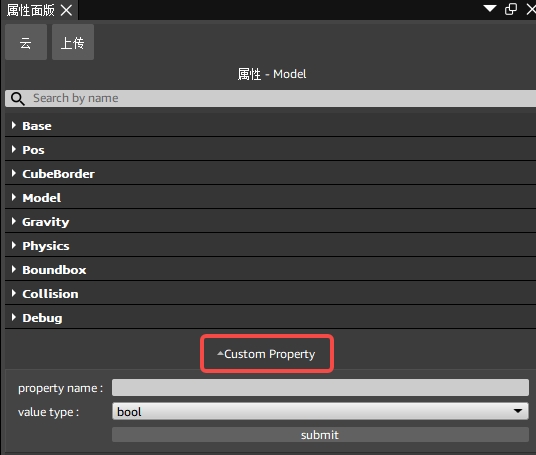 属性面版
云 上传
属性 - Model
Search by name
Base
Pos
CubeBorder
Model
Gravity
Physics
Boundbox
Collision
Debug
Custom Property
property name :
value type : bool
submit